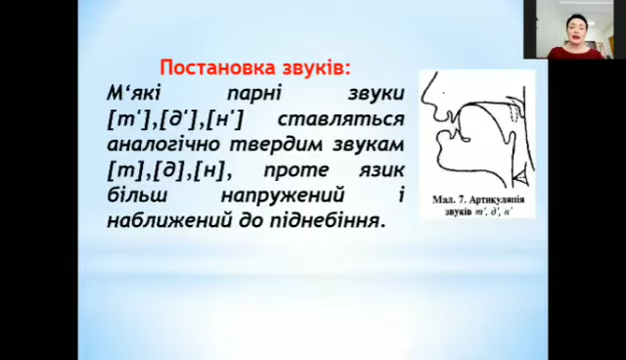 Постановка звуків:
М‘які парні звуки
[т'],[д'],[н'] ставляться
аналогічно твердим звукам
[т],[д],[н], проте язик
більш напружений і
наближений до піднебіння.
Мал. 7. Артикуляція
звуків т', д', н'